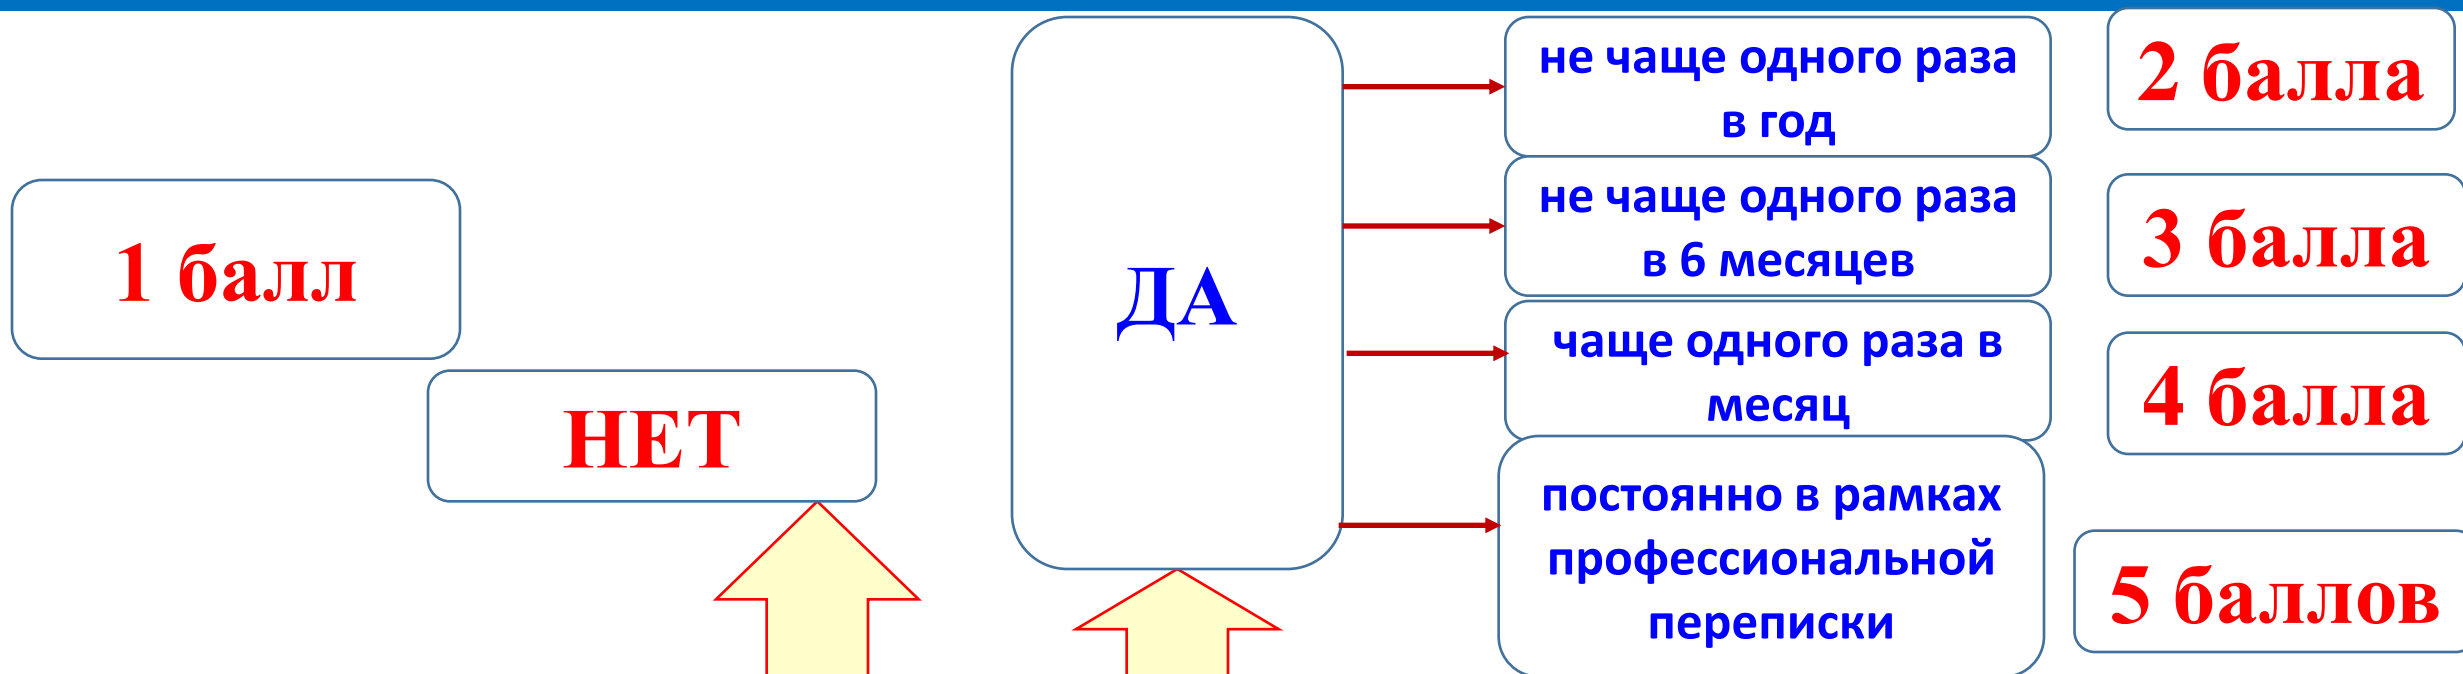 1 балл
НЕТ
ДА
не чаще одного раза
в год
2 балла
не чаще одного раза
в 6 месяцев
3 балла
чаще одного раза в
месяц
4 балла
постоянно в рамках
профессиональной
переписки
5 баллов